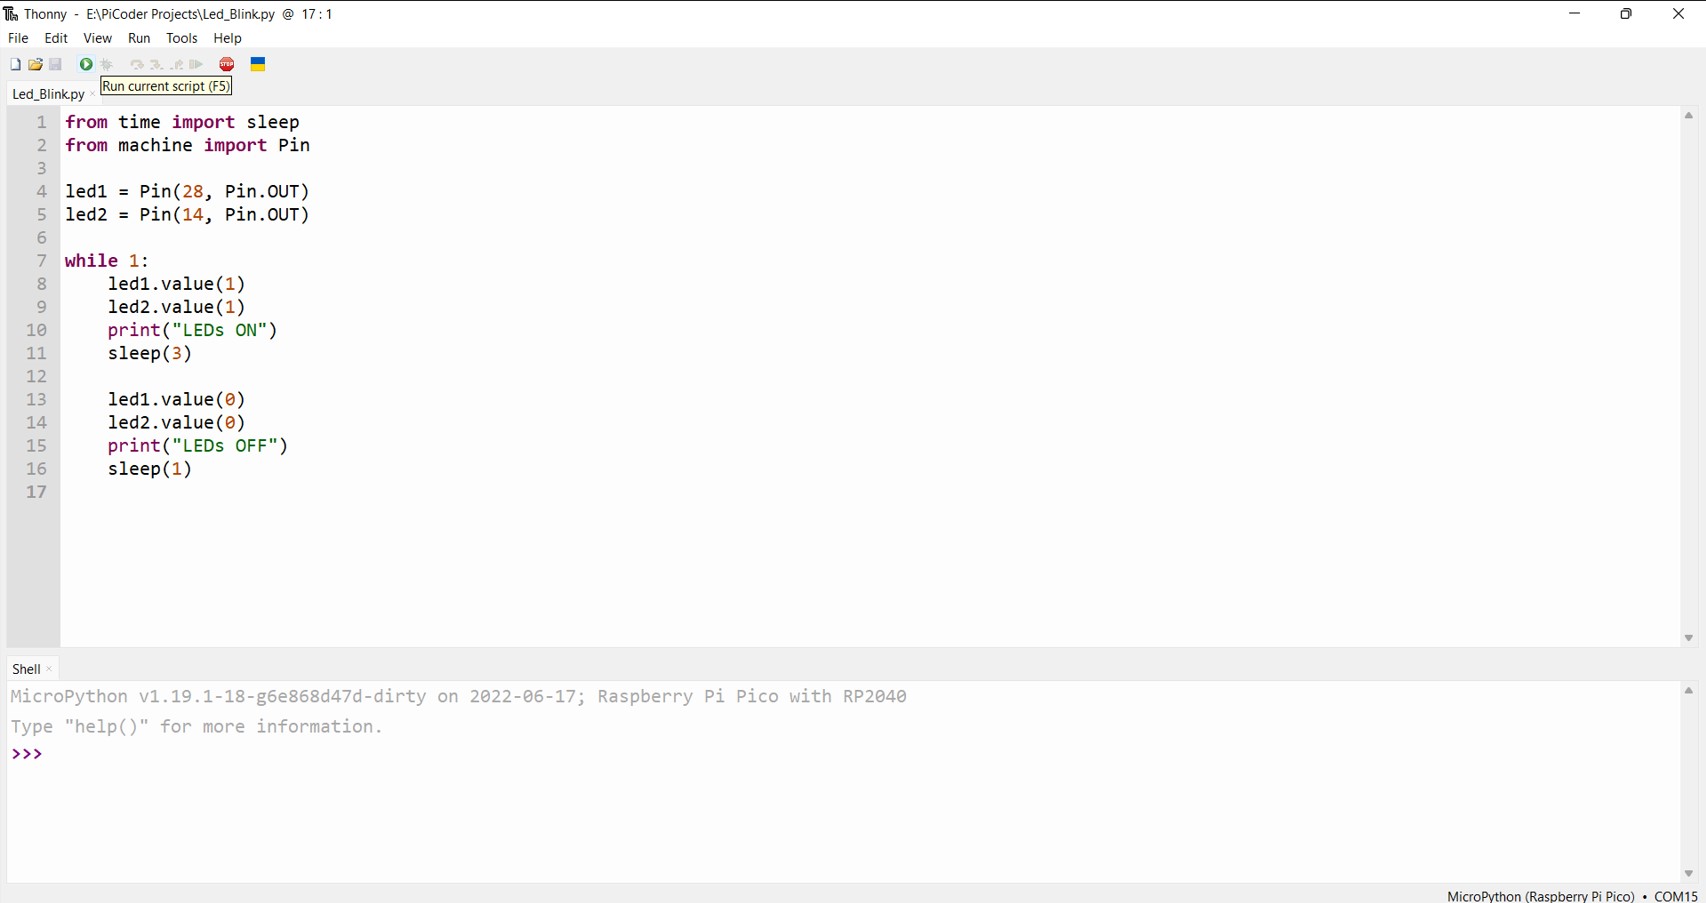 Thonny - E:\PiCoder Projects\Led_Blink.py @ 17 : 1
File Edit View Run Tools Help
STOP
Run current script (F5)
Led_Blink.py ×
1 from time import sleep
2 from machine import Pin
3
4 led1 = Pin(28, Pin.OUT)
5 led2 = Pin(14, Pin.OUT)
6
7 while 1:
8     led1.value(1)
9     led2.value(1)
10     print("LEDs ON")
11     sleep(3)
12
13     led1.value(0)
14     led2.value(0)
15     print("LEDs OFF")
16     sleep(1)
17
Shell ×
MicroPython v1.19.1-18-g6e868d47d-dirty on 2022-06-17; Raspberry Pi Pico with RP2040
Type "help()" for more information.
>>>
MicroPython (Raspberry Pi Pico) • COM15